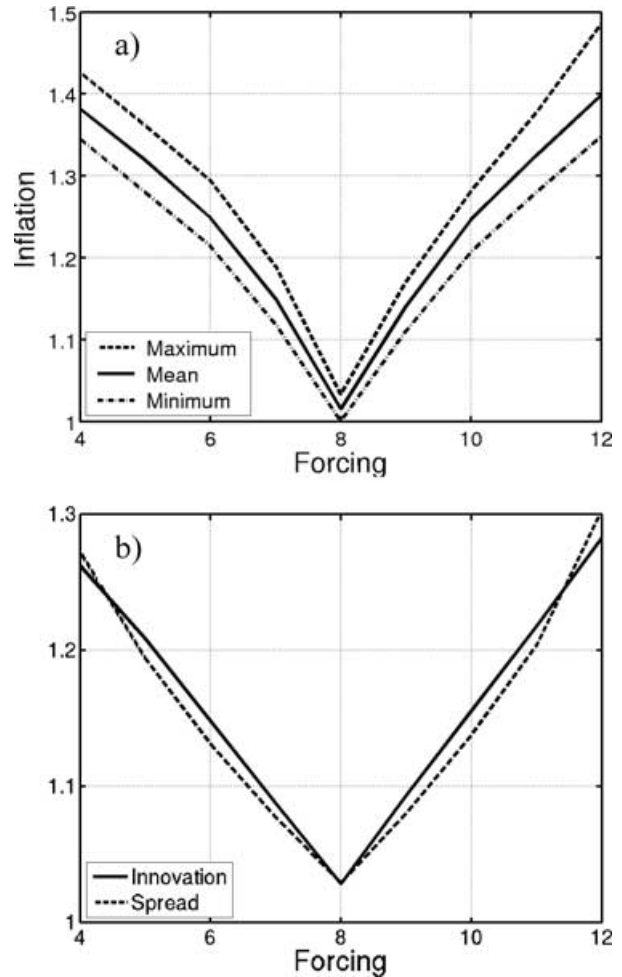 a)
1.5
1.4
1.3
1.2
1.1
1
Inflation
Maximum
Mean
Minimum
4 6 8 10 12
Forcing
b)
1.3
1.2
1.1
1
Innovation
Spread
4 6 8 10 12
Forcing